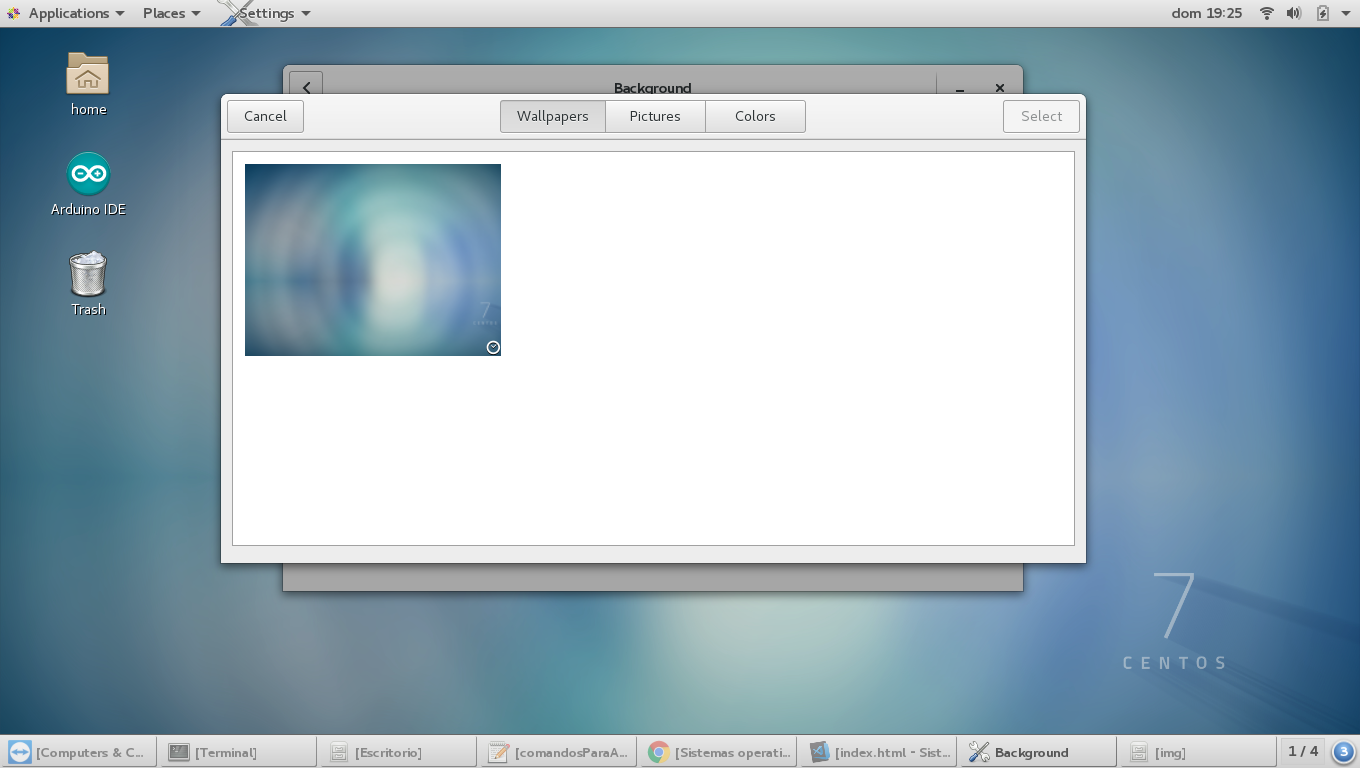 Applications Places Settings dom 19:25
home
Arduino IDE
Trash
Background
Cancel Wallpapers Pictures Colors Select
7
CENTOS
7
CENTOS
[Computers & C... [Terminal] [Escritorio] [comandosParaA... [Sistemas operati... [index.html - Sist... Background [img] 1 / 4 3